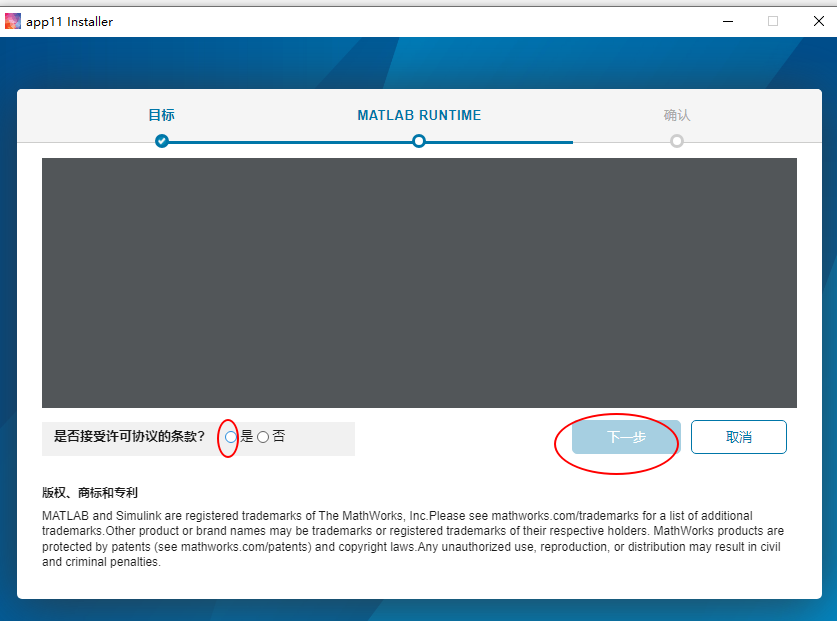 app11 Installer
目标
MATLAB RUNTIME
确认
是否接受许可协议的条款?
是
否
下一步
取消
版权、商标和专利
MATLAB and Simulink are registered trademarks of The MathWorks, Inc.Please see mathworks.com/trademarks for a list of additional
trademarks.Other product or brand names may be trademarks or registered trademarks of their respective holders. MathWorks products are
protected by patents (see mathworks.com/patents) and copyright laws.Any unauthorized use, reproduction, or distribution may result in civil
and criminal penalties.